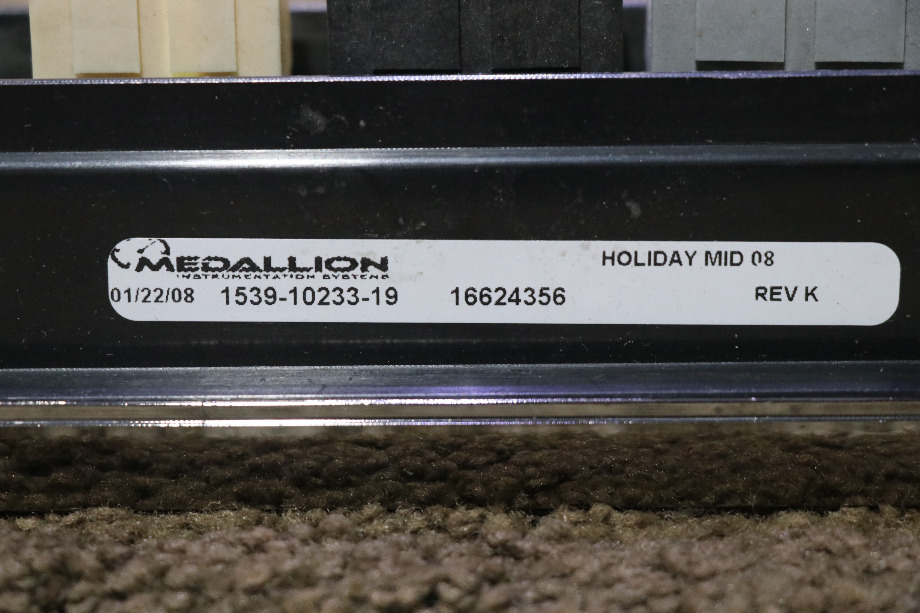 MEDALLION
INSTRUMENTATION SYSTEMS
HOLIDAY MID 08
01/22/08 1539-10233-19 16624356 REV K